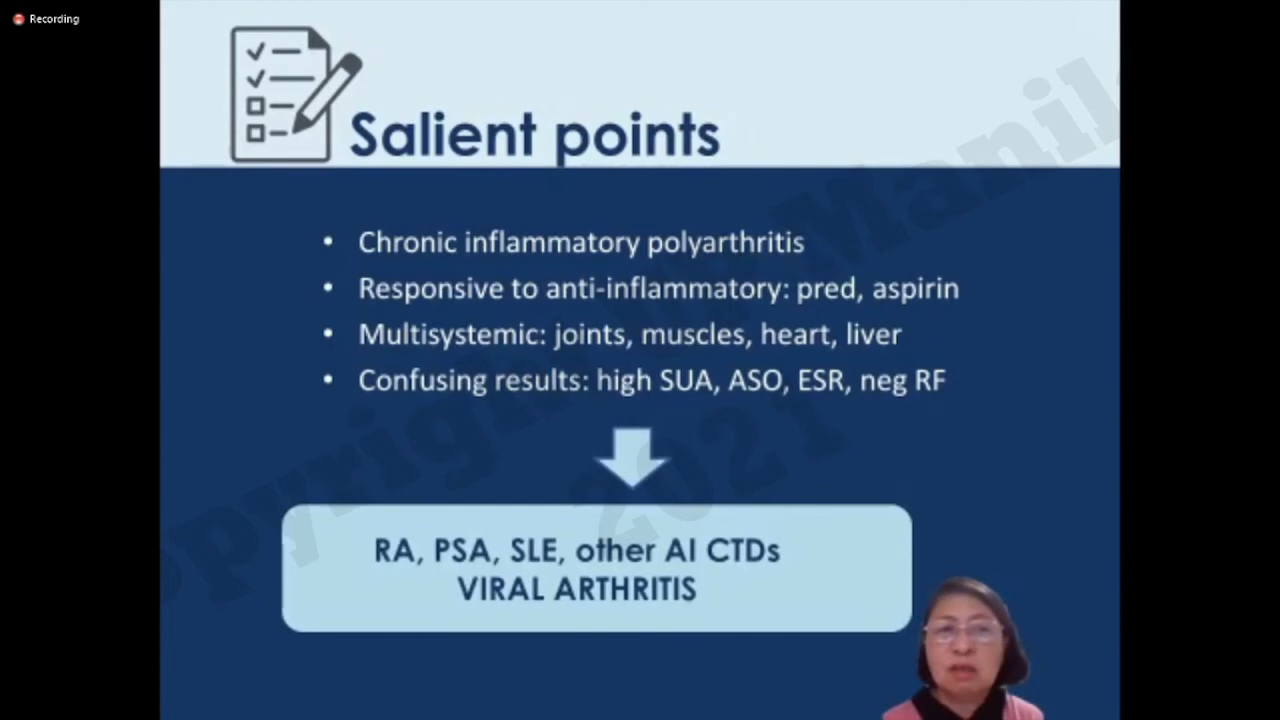 Recording
Salient points
• Chronic inflammatory polyarthritis
• Responsive to anti-inflammatory: pred, aspirin
• Multisystemic: joints, muscles, heart, liver
• Confusing results: high SUA, ASO, ESR, neg RF
RA, PSA, SLE, other AI CTDs
VIRAL ARTHRITIS
2021